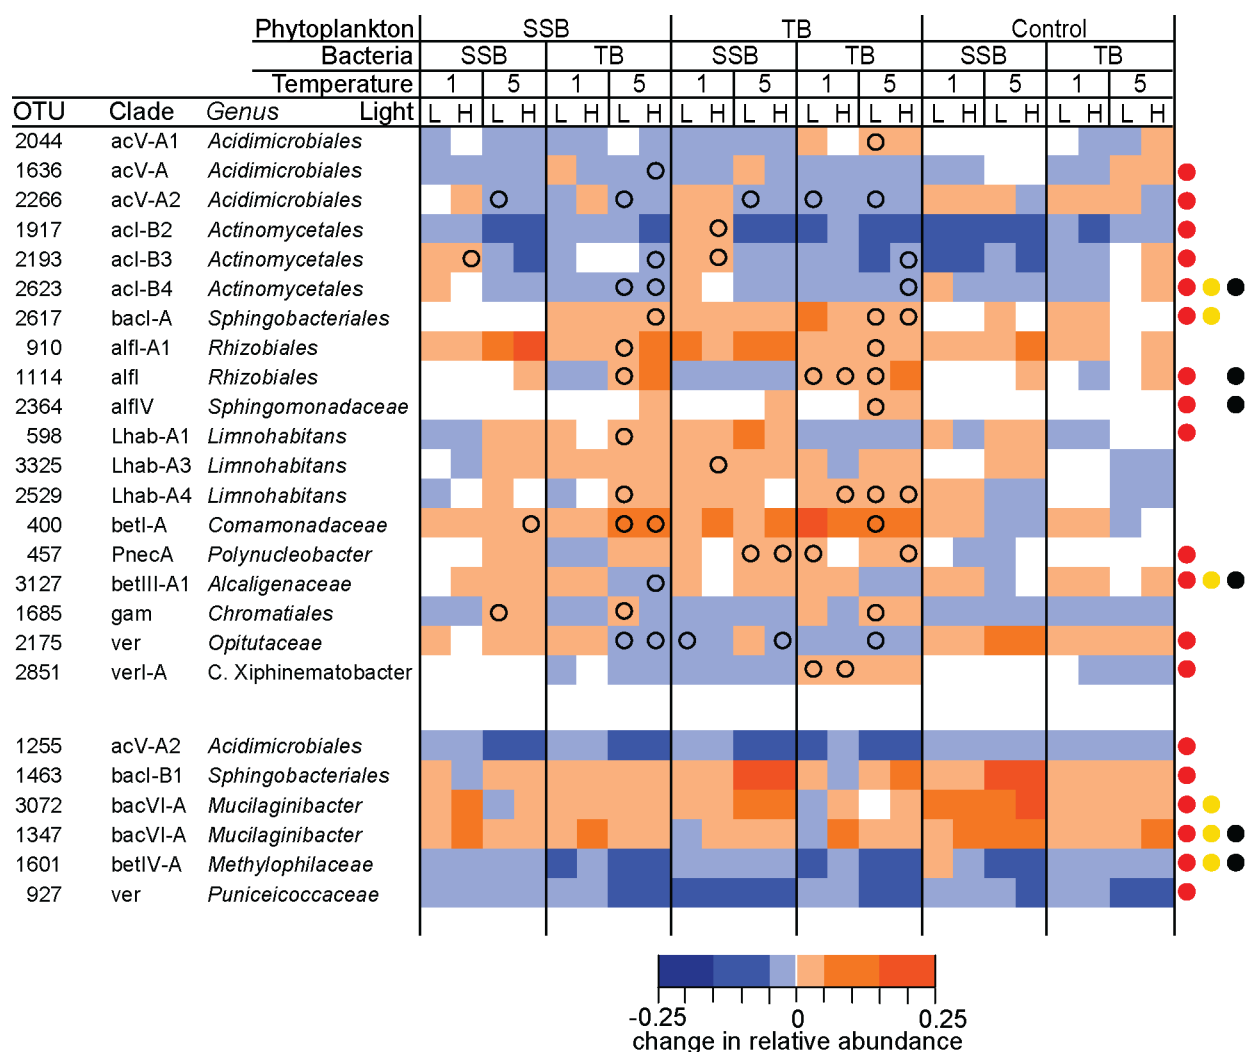 Phytoplankton SSB TB Control
Bacteria SSB TB SSB TB SSB TB
Temperature 1 5 1 5 1 5 1 5 1 5 1 5
OTU Clade Genus Light L H L H L H L H L H L H L H L H L H L H L H L H
2044 acV-A1 Acidimicrobiales
1636 acV-A Acidimicrobiales
2266 acV-A2 Acidimicrobiales
1917 acI-B2 Actinomycetales
2193 acI-B3 Actinomycetales
2623 acI-B4 Actinomycetales
2617 bacI-A Sphingobacteriales
910 alfI-A1 Rhizobiales
1114 alfI Rhizobiales
2364 alfIV Sphingomonadaceae
598 Lhab-A1 Limnohabitans
3325 Lhab-A3 Limnohabitans
2529 Lhab-A4 Limnohabitans
400 betI-A Comamonadaceae
457 PnecA Polynucleobacter
3127 betIII-A1 Alcaligenaceae
1685 gam Chromatiales
2175 ver Opitutaceae
2851 verI-A C. Xiphinematobacter
1255 acV-A2 Acidimicrobiales
1463 bacI-B1 Sphingobacteriales
3072 bacVI-A Mucilaginibacter
1347 bacVI-A Mucilaginibacter
1601 betIV-A Methylophilaceae
927 ver Puniceicoccaceae
-0.25 0 0.25
change in relative abundance